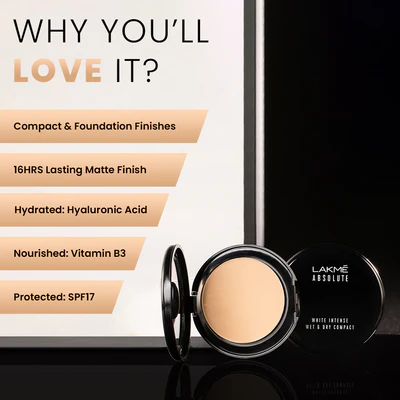 WHY YOU'LL
LOVE IT?
Compact & Foundation Finishes
16HRS Lasting Matte Finish
Hydrated: Hyaluronic Acid
Nourished: Vitamin B3
Protected: SPF17
LAKMÉ
ABSOLUTE
WHITE INTENSE
WET & DRY COMPACT